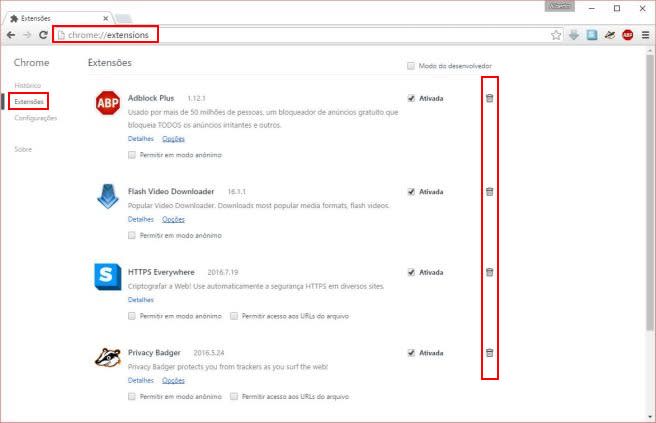 Extensões
chrome://extensions
ABP
Chrome
Extensões
Modo do desenvolvedor
Histórico
Extensões
Configurações
Sobre
ABP
Adblock Plus 1.12.1
Ativada
Usado por mais de 50 milhões de pessoas, um bloqueador de anúncios gratuito que
bloqueia TODOS os anúncios irritantes e outros.
Detalhes Opções
Permitir em modo anônimo
Flash Video Downloader 16.1.1
Ativada
Popular Video Downloader. Downloads most popular media formats, flash videos.
Detalhes Opções
Permitir em modo anônimo
S
HTTPS Everywhere 2016.7.19
Ativada
Criptografar a Web! Use automaticamente a segurança HTTPS em diversos sites.
Detalhes
Permitir em modo anônimo Permitir acesso aos URLs do arquivo
Privacy Badger 2016.5.24
Ativada
Privacy Badger protects you from trackers as you surf the web!
Detalhes Opções
Permitir em modo anônimo Permitir acesso aos URLs do arquivo